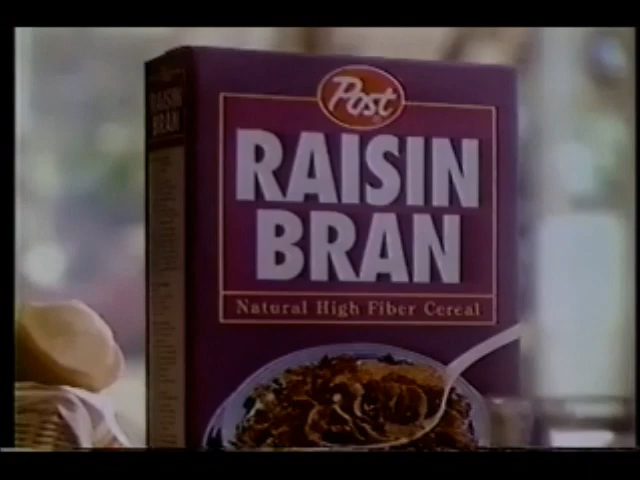 Post
RAISIN
BRAN
Natural High Fiber Cereal
RAISIN
BRAN